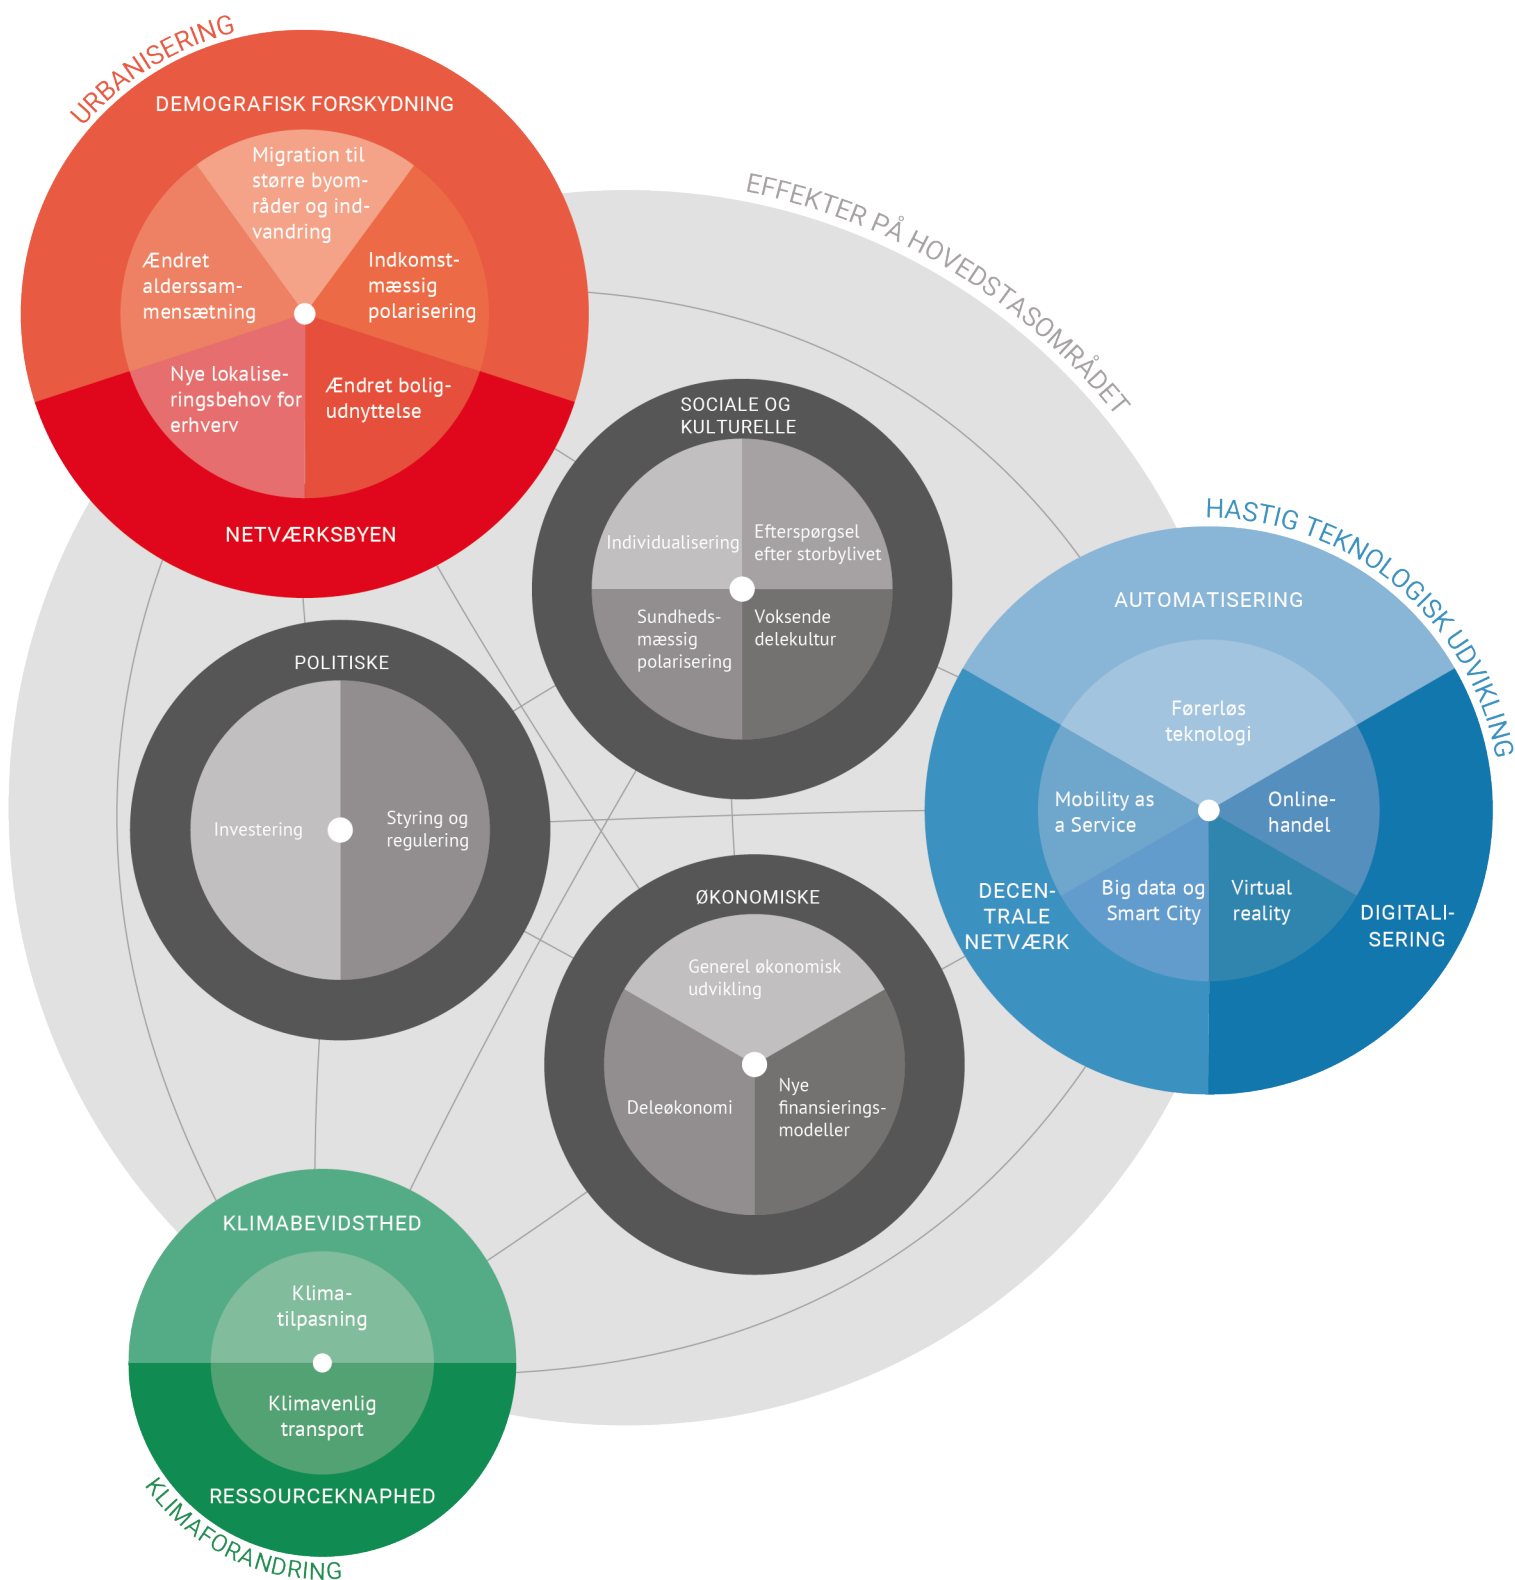 URBANISERING
DEMOGRAFISK FORSKYDNING
Migration til
større byom-
råder og ind-
vandring
Ændret
alderssam-
mensætning
Indkomst-
mæssig
polarisering
Nye lokalise-
ringsbehov for
erhverv
Ændret bolig-
udnyttelse
NETVÆRKSBYEN
EFFEKTER PÅ HOVEDSTASOMRÅDET
SOCIALE OG
KULTURELLE
Individualisering
Efterspørgsel
efter storbylivet
Sundheds-
mæssig
polarisering
Voksende
delekultur
HASTIG TEKNOLOGISK UDVIKLING
AUTOMATISERING
Førerløs
teknologi
Mobility as
a Service
Online-
handel
Big data og
Smart City
Virtual
reality
DECEN-
TRALE
NETVÆRK
DIGITALI-
SERING
POLITISKE
Investering
Styring og
regulering
ØKONOMISKE
Generel økonomisk
udvikling
Deleøkonomi
Nye
finansierings-
modeller
KLIMABEVIDSTHED
Klima-
tilpasning
Klimavenlig
transport
RESSOURCEKNAPHED
KLIMAFORANDRING